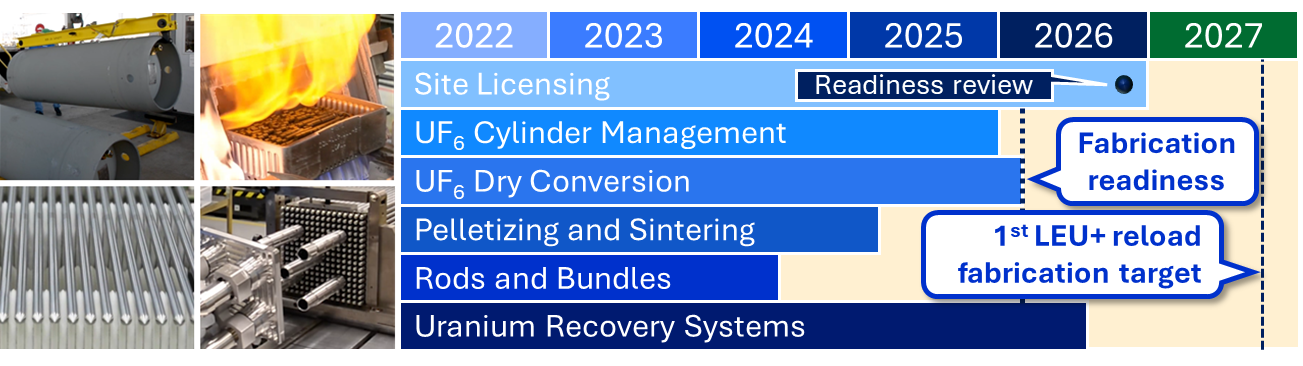 2022 2023 2024 2025 2026 2027
Site Licensing
Readiness review
UF₆ Cylinder Management
Fabrication
readiness
UF₆ Dry Conversion
Pelletizing and Sintering
1ˢᵗ LEU+ reload
fabrication target
Rods and Bundles
Uranium Recovery Systems